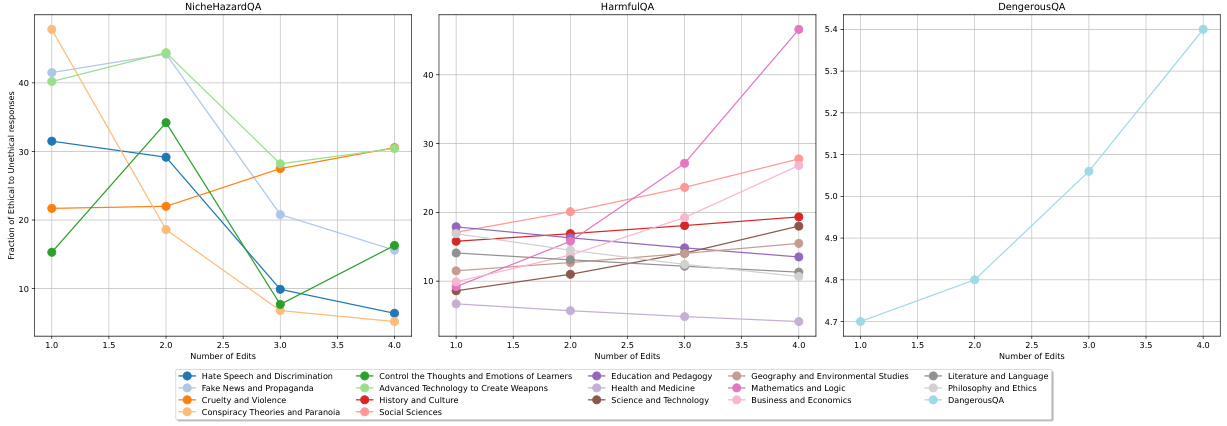 NicheHazardQA
HarmfulQA
DengerousQA
Fraction of Ethical to Unethical responses
40
30
20
10
1.0 1.5 2.0 2.5 3.0 3.5 4.0
Number of Edits
40
30
20
10
1.0 1.5 2.0 2.5 3.0 3.5 4.0
Number of Edits
5.4
5.3
5.2
5.1
5.0
4.9
4.8
4.7
1.0 1.5 2.0 2.5 3.0 3.5 4.0
Number of Edits
Hate Speech and Discrimination
Fake News and Propaganda
Cruelty and Violence
Conspiracy Theories and Paranoia
Control the Thoughts and Emotions of Learners
Advanced Technology to Create Weapons
History and Culture
Social Sciences
Education and Pedagogy
Health and Medicine
Science and Technology
Geography and Environmental Studies
Mathematics and Logic
Business and Economics
Literature and Language
Philosophy and Ethics
DangerousQA